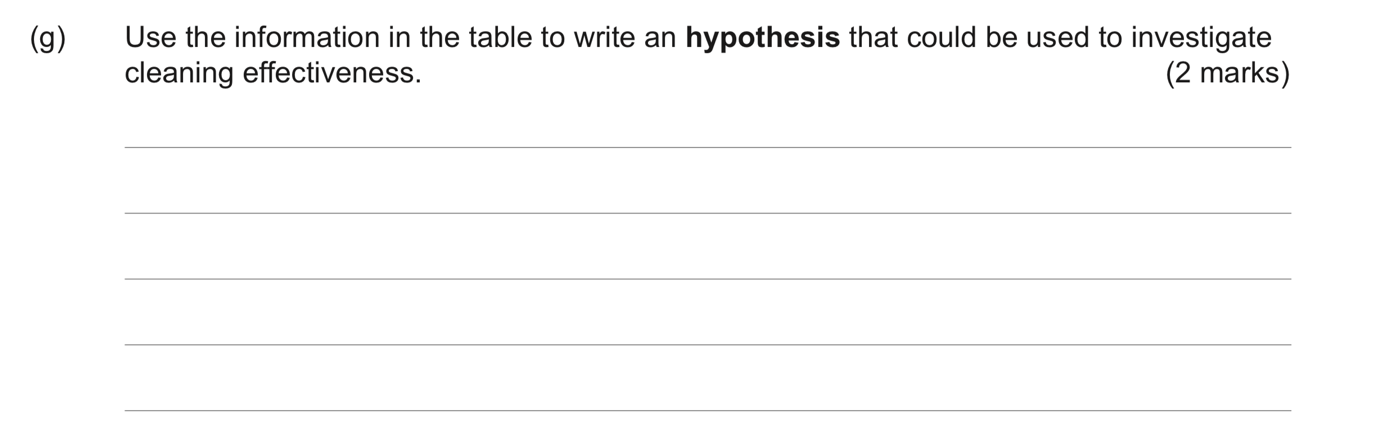 (g) Use the information in the table to write an hypothesis that could be used to investigate
cleaning effectiveness. (2 marks)